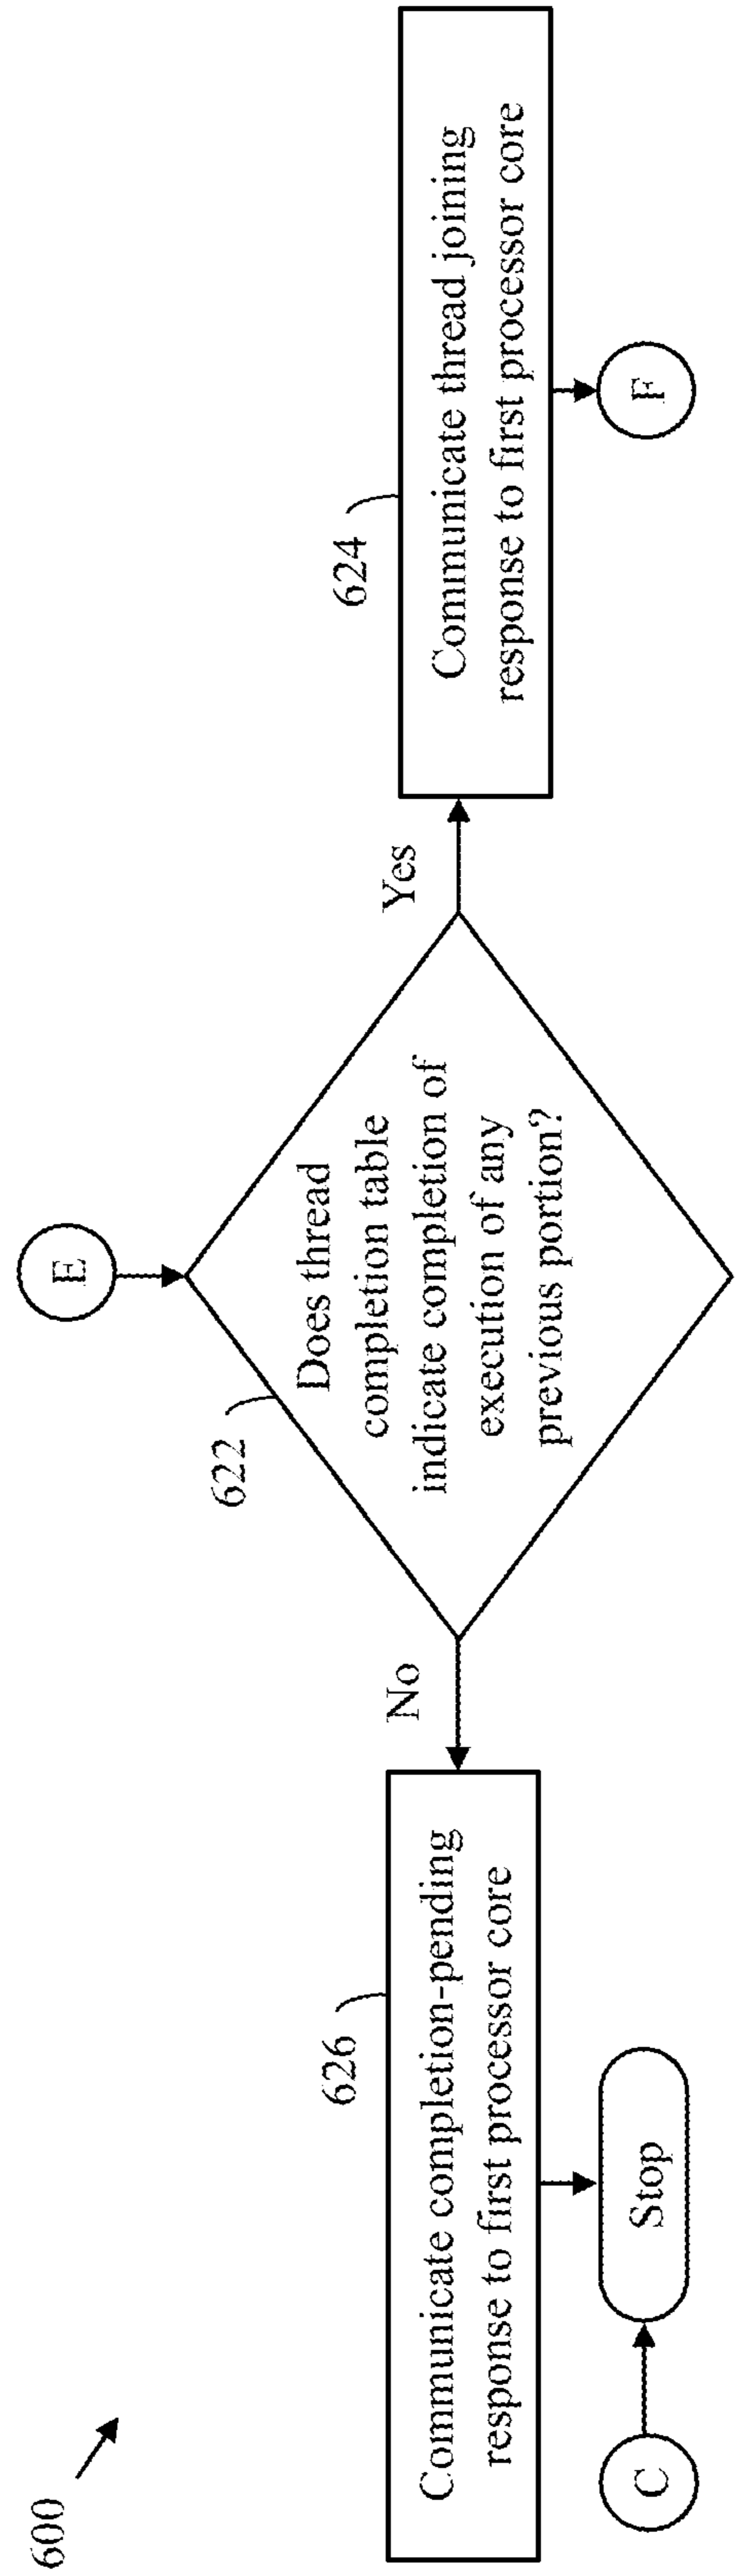 600
E
622
Does thread
completion table
indicate completion of
execution of any
previous portion?
No
Yes
626
Communicate completion-pending
response to first processor core
624
Communicate thread joining
response to first processor core
C
Stop
F